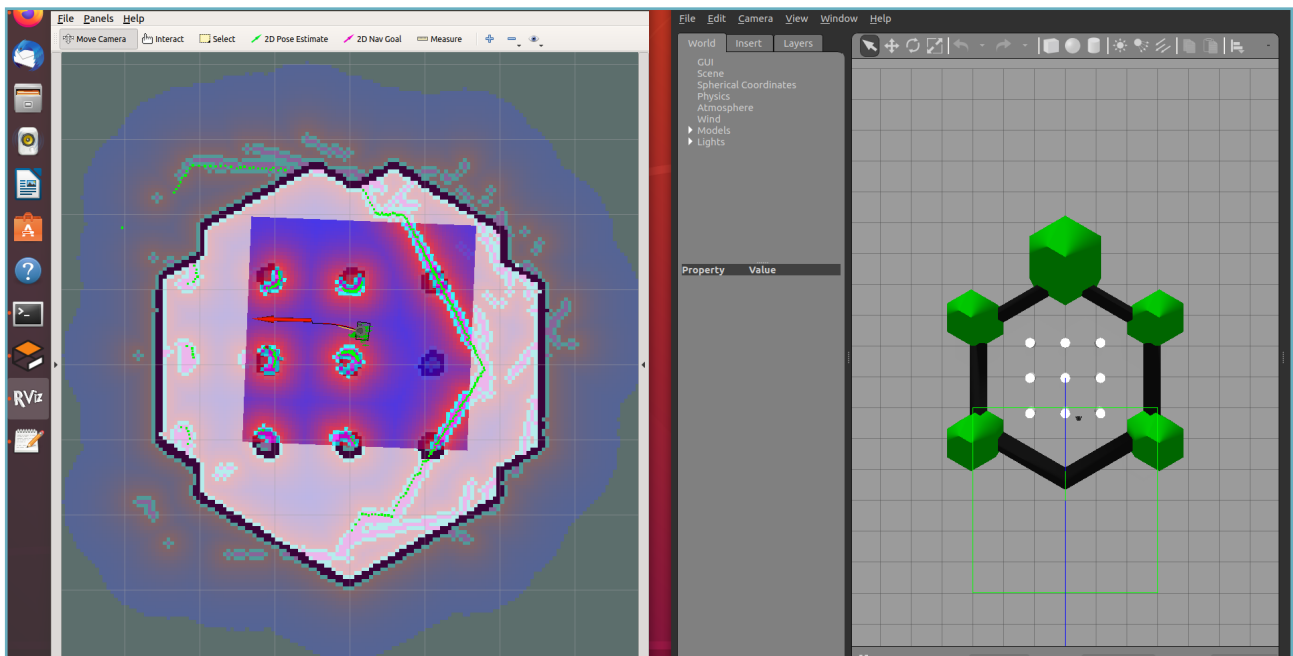 File Panels Help
Move Camera Interact Select 2D Pose Estimate 2D Nav Goal Measure
RViz
File Edit Camera View Window Help
World Insert Layers
GUI
Scene
Spherical Coordinates
Physics
Atmosphere
Wind
Models
Lights
Property Value